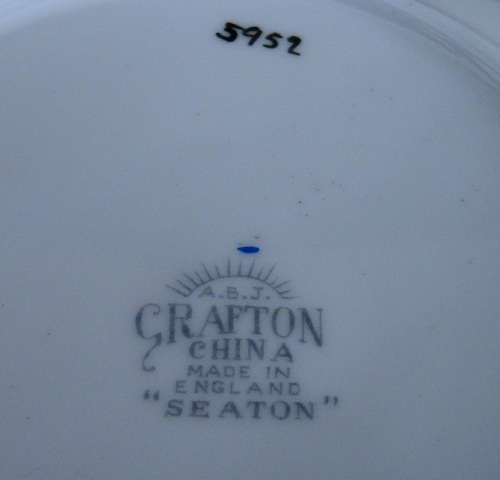 5952
A.B.J.
GRAFTON
CHINA
MADE IN
ENGLAND
"SEATON"